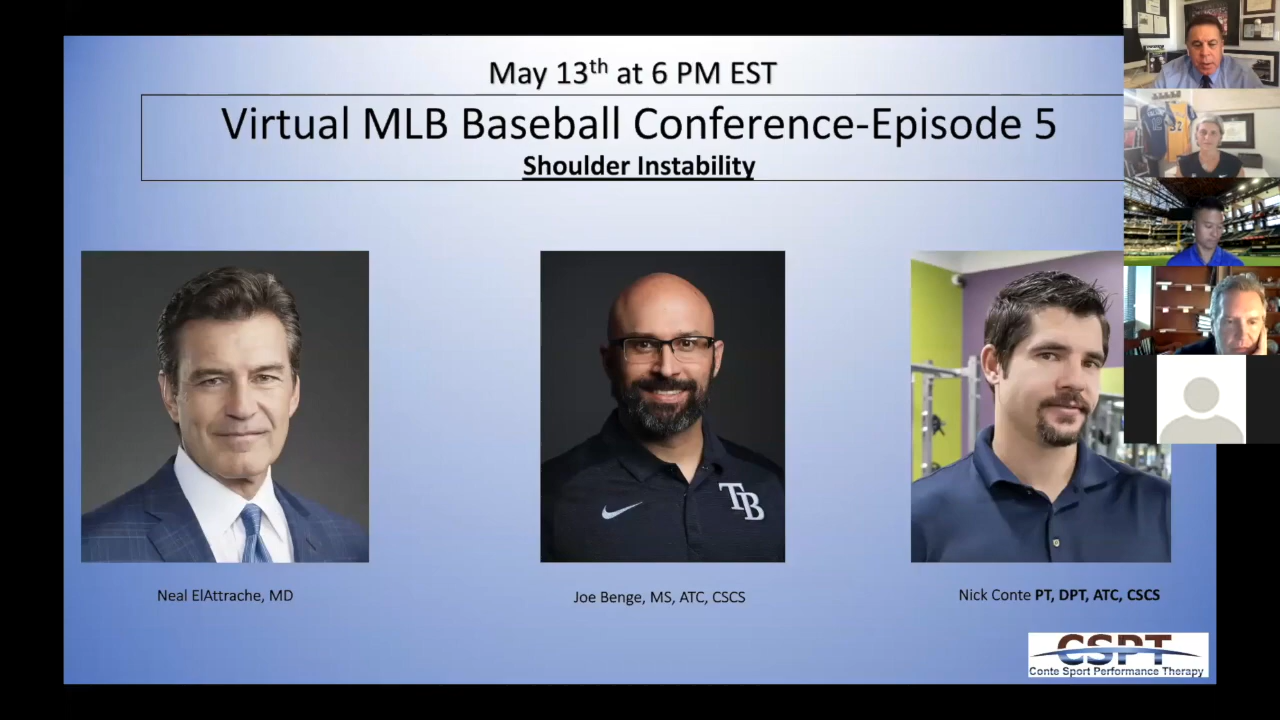 May 13th at 6 PM EST
Virtual MLB Baseball Conference-Episode 5
Shoulder Instability
TB
Neal ElAttrache, MD
Joe Benge, MS, ATC, CSCS
Nick Conte PT, DPT, ATC, CSCS
CSPT
Conte Sport Performance Therapy